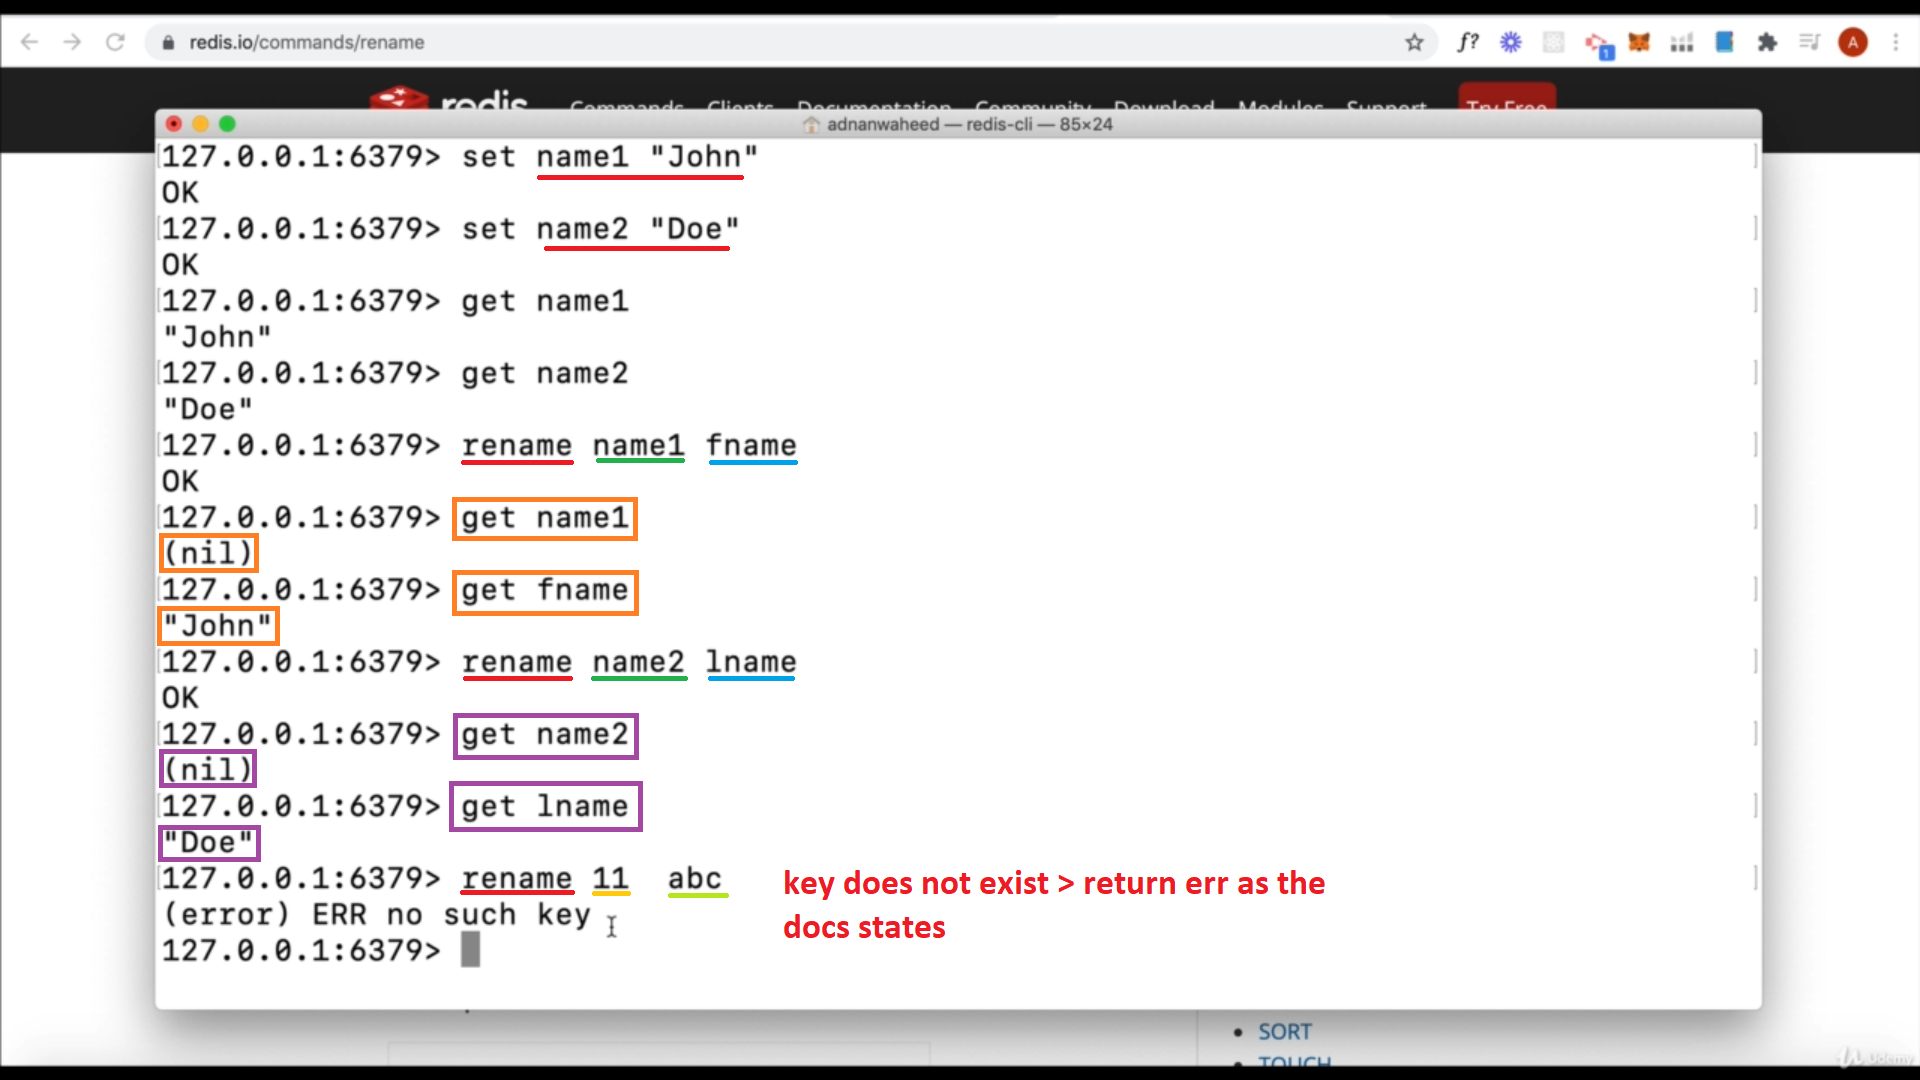 redis.io/commands/rename
f?
1
A
redis
Commands Clients Documentation Community Download Modules Support Try Free
adnanwaheed — redis-cli — 85×24
127.0.0.1:6379> set name1 "John"
OK
127.0.0.1:6379> set name2 "Doe"
OK
127.0.0.1:6379> get name1
"John"
127.0.0.1:6379> get name2
"Doe"
127.0.0.1:6379> rename name1 fname
OK
127.0.0.1:6379> get name1
(nil)
127.0.0.1:6379> get fname
"John"
127.0.0.1:6379> rename name2 lname
OK
127.0.0.1:6379> get name2
(nil)
127.0.0.1:6379> get lname
"Doe"
127.0.0.1:6379> rename 11  abc
(error) ERR no such key
127.0.0.1:6379>
key does not exist > return err as the
docs states
SORT
TOUCH
Udemy